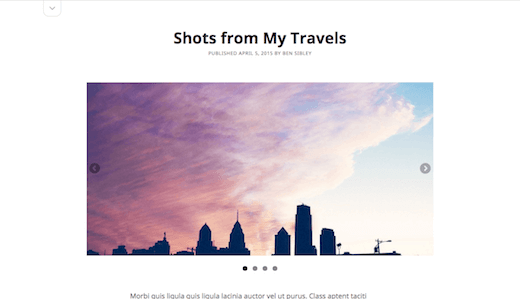 Shots from My Travels
PUBLISHED APRIL 5, 2015 BY BEN SIBLEY
Morbi quis ligula quis ligula lacinia auctor vel ut purus. Class aptent taciti